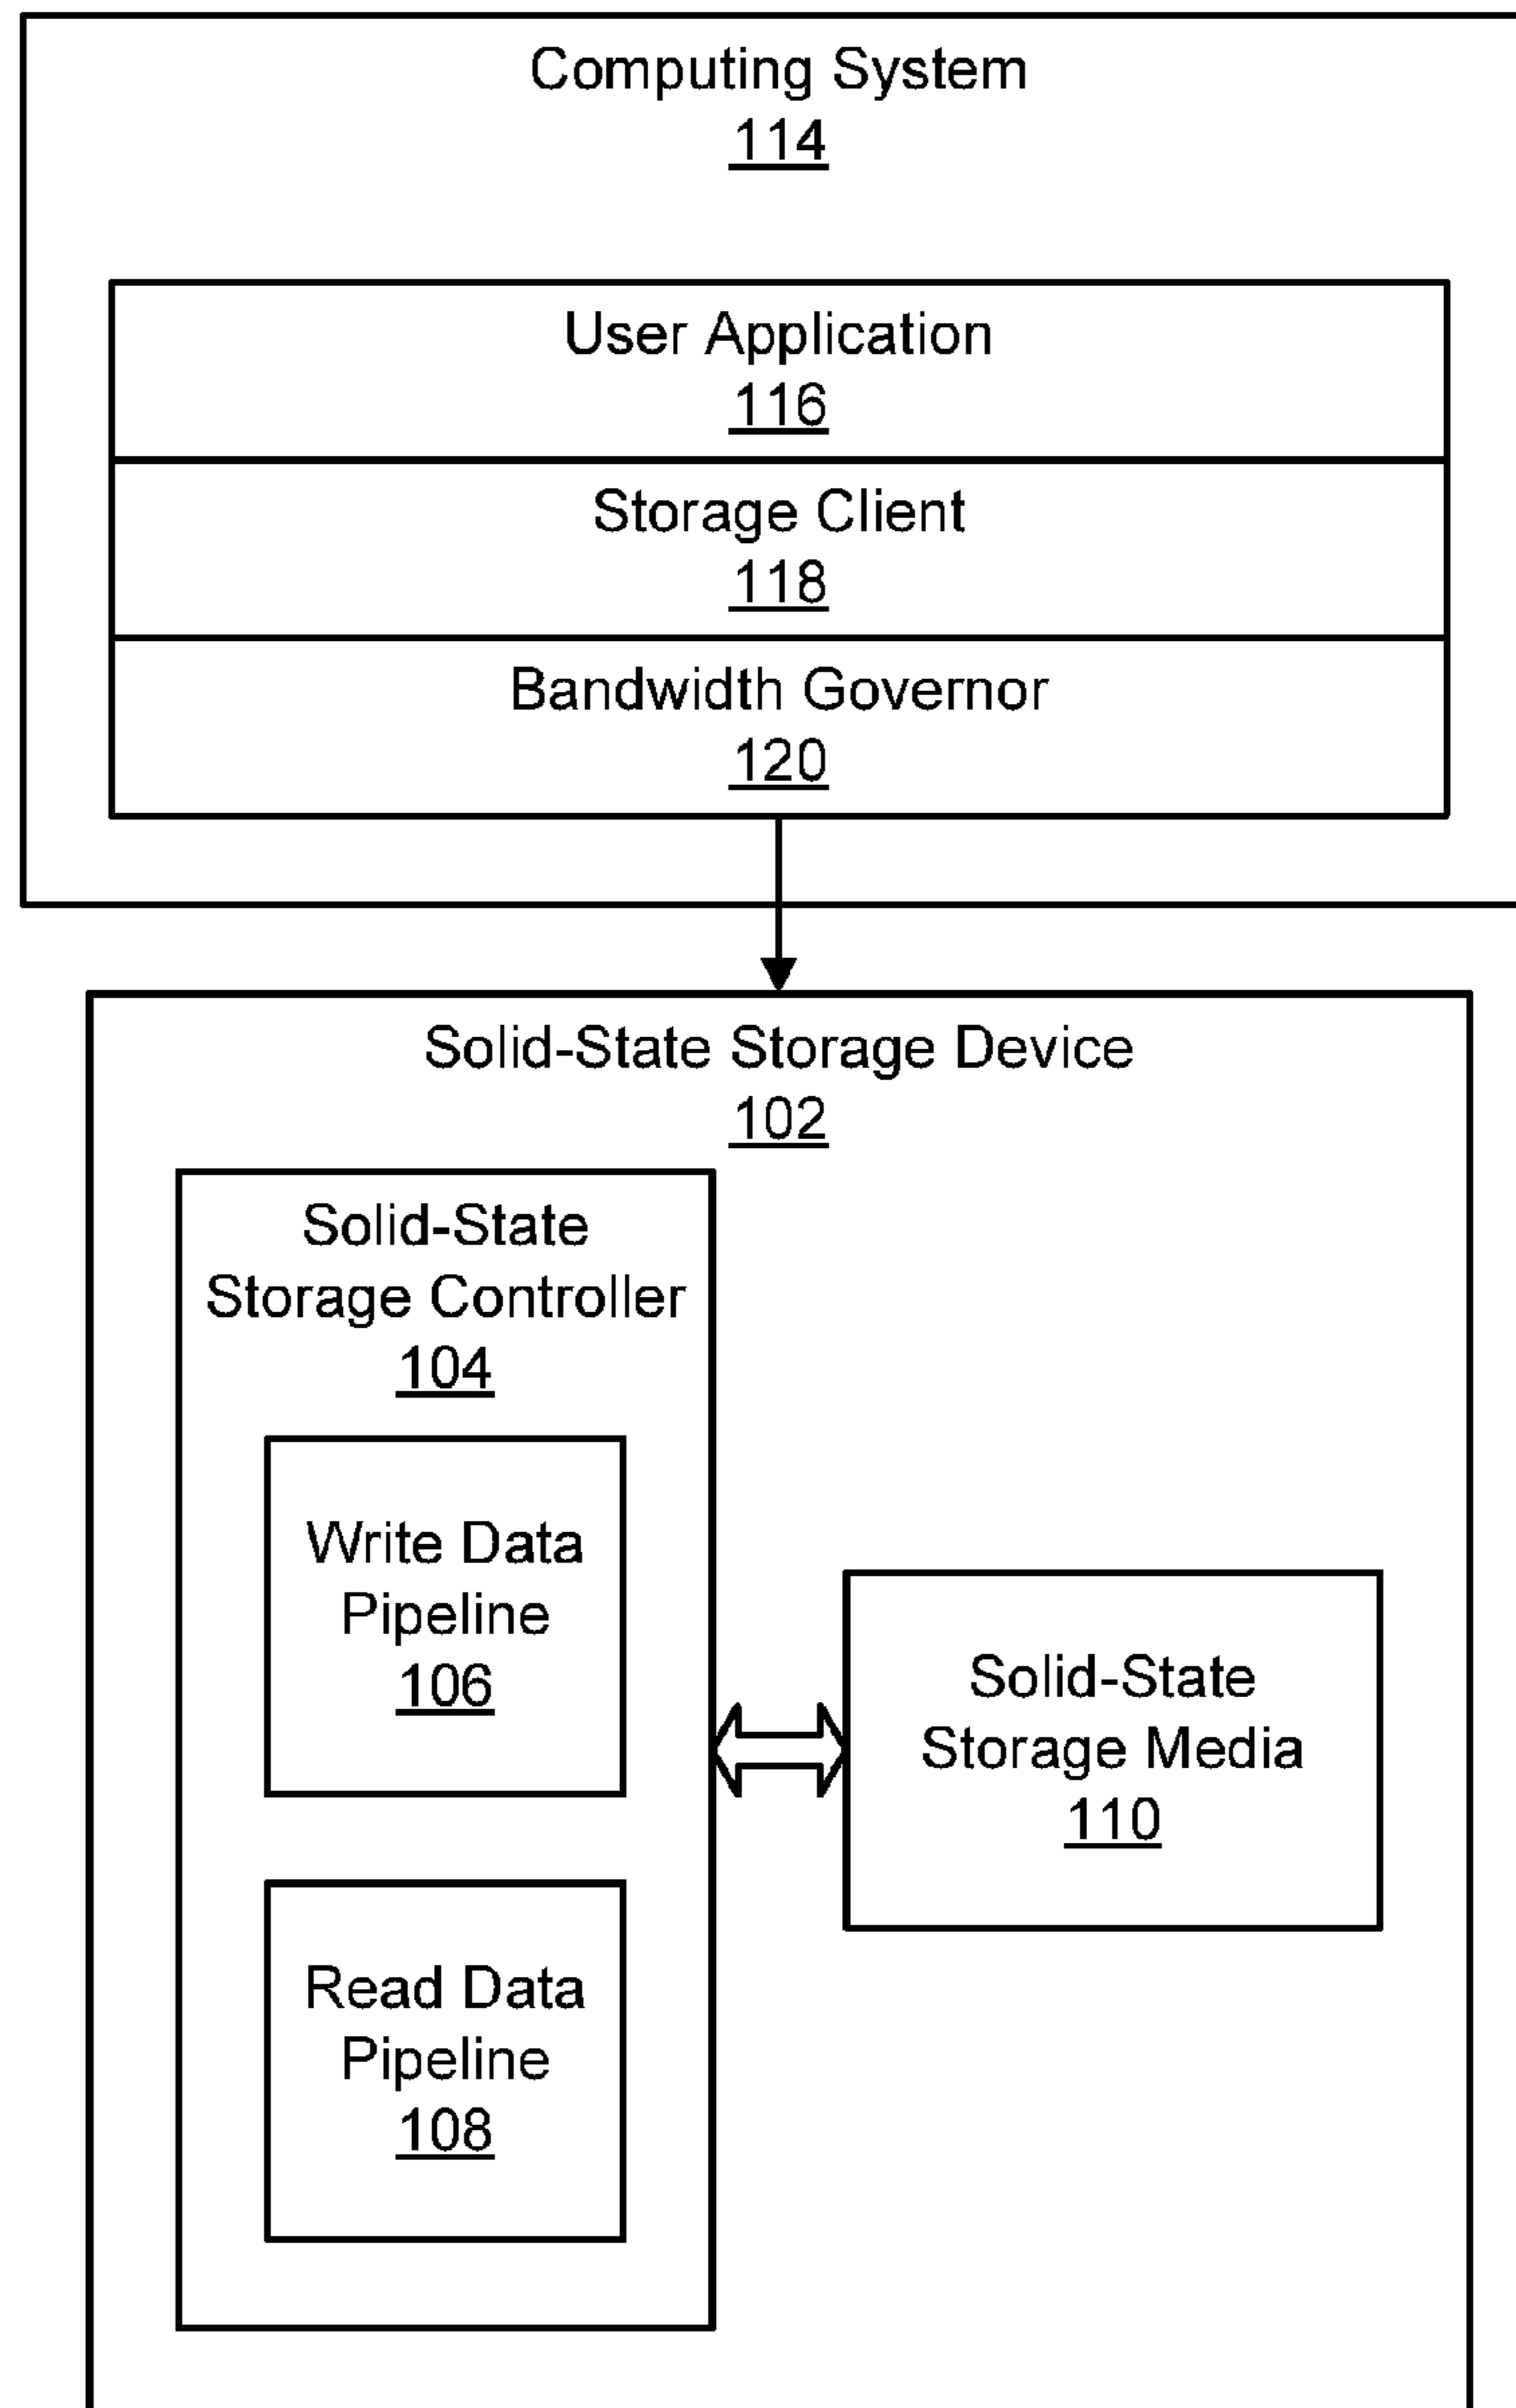 Computing System
114
User Application
116
Storage Client
118
Bandwidth Governor
120
Solid-State Storage Device
102
Solid-State
Storage Controller
104
Write Data
Pipeline
106
Solid-State
Storage Media
110
Read Data
Pipeline
108